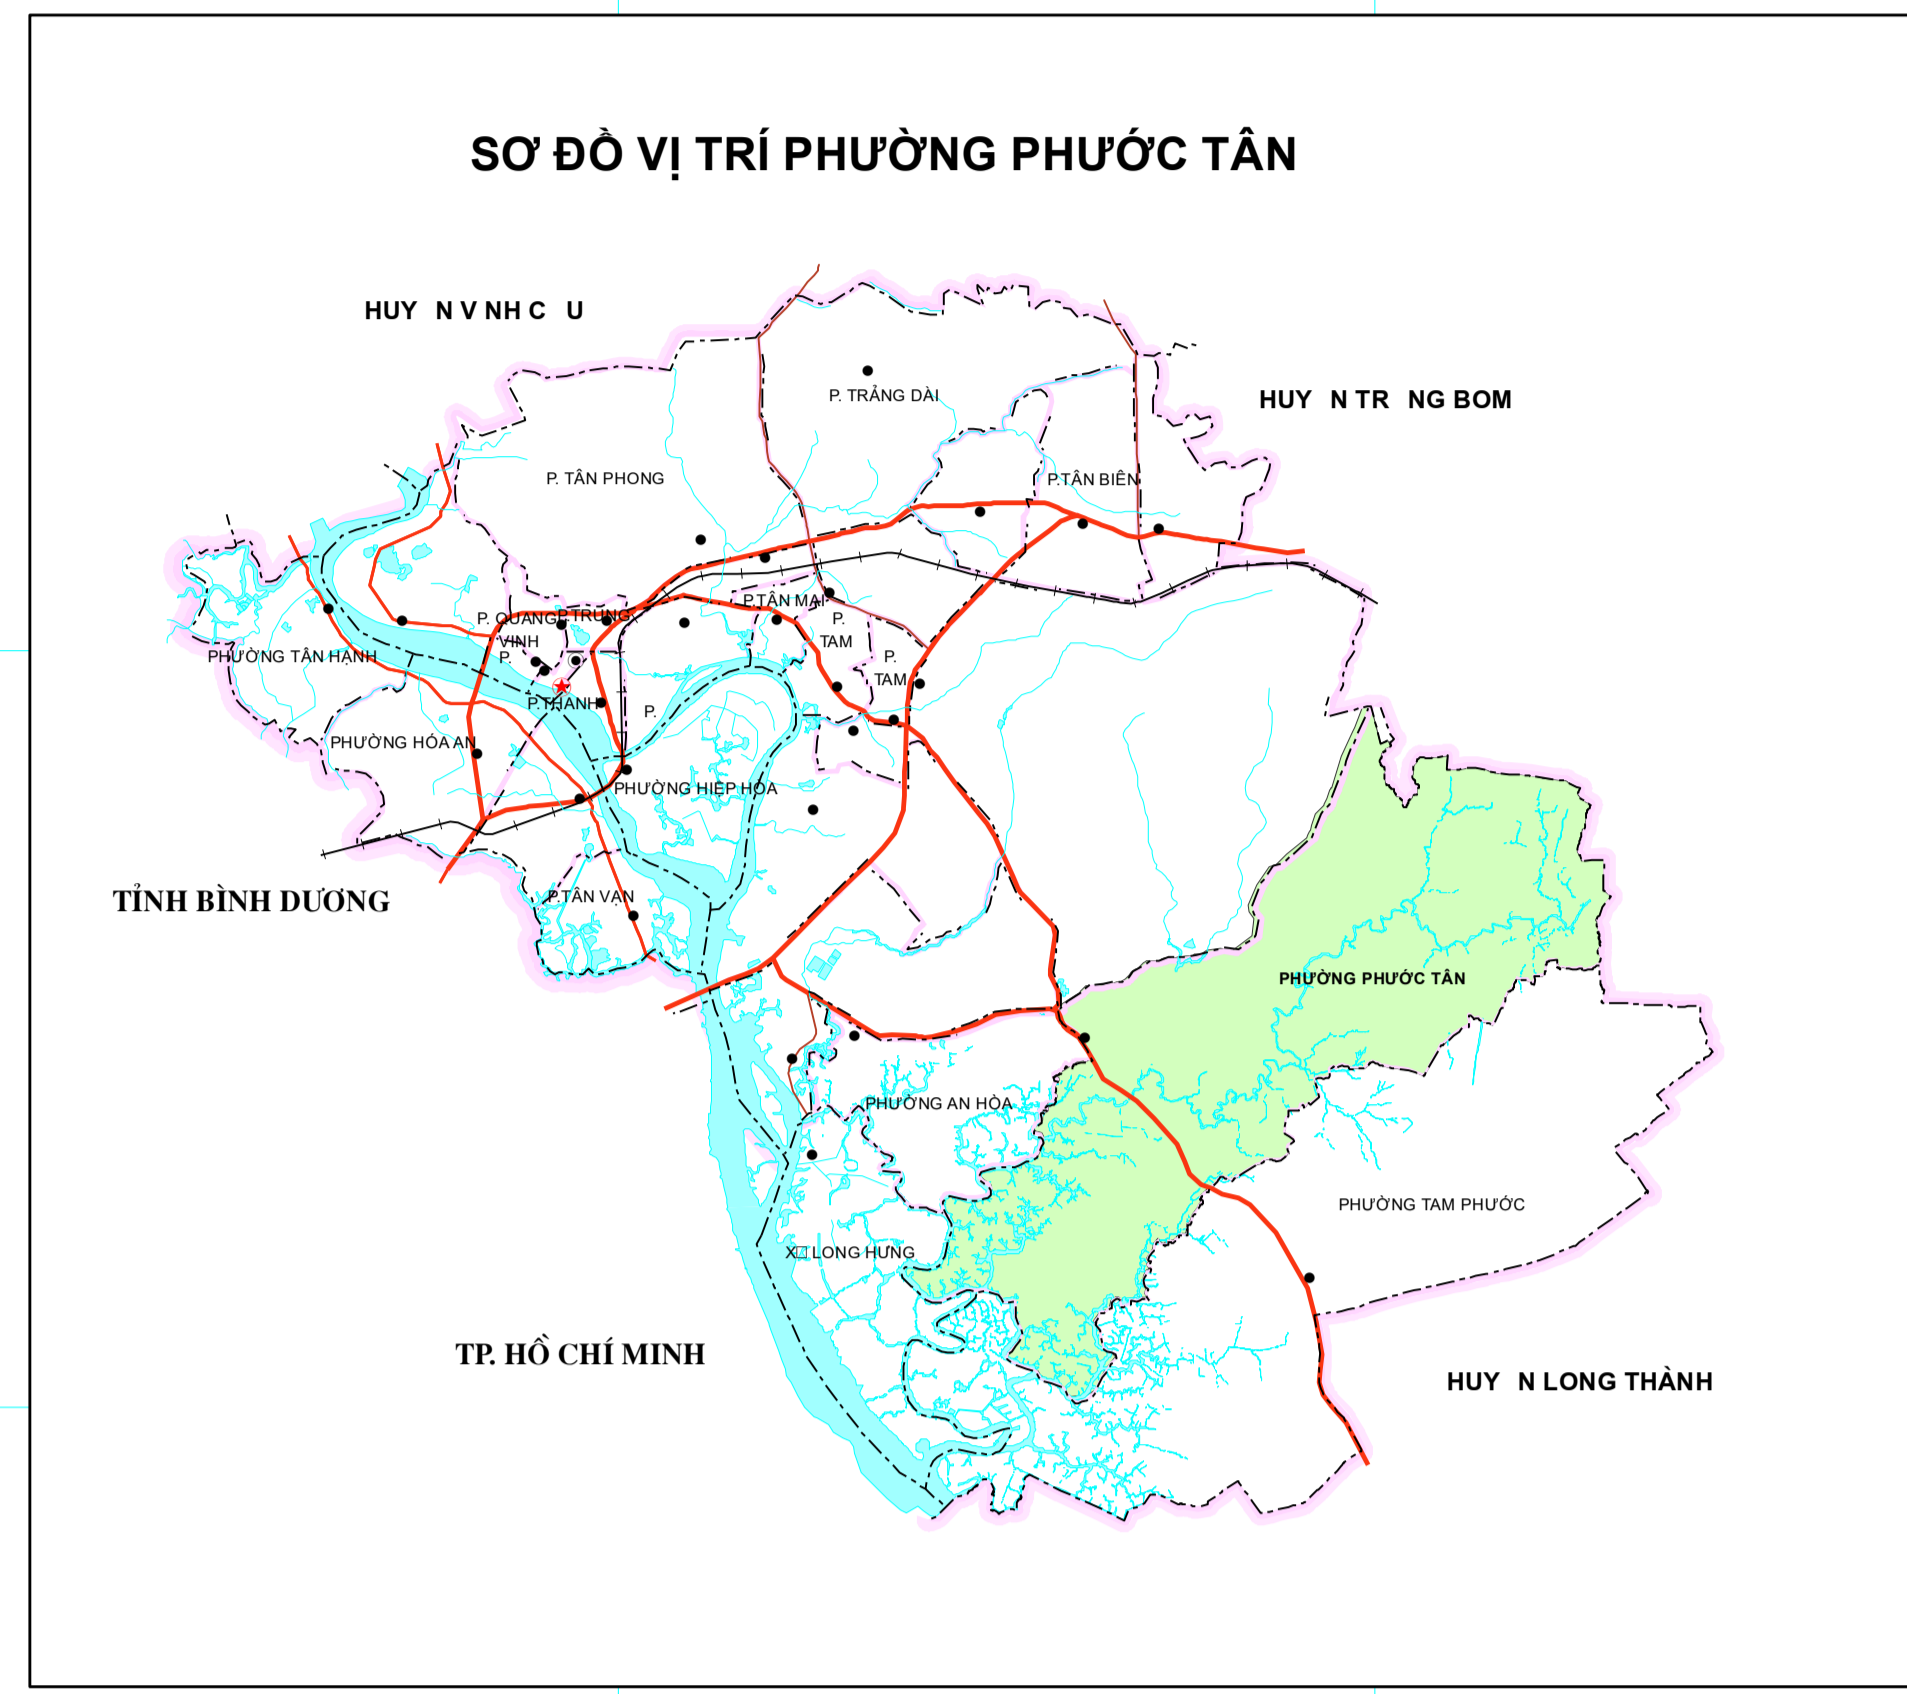 SƠ ĐỒ VỊ TRÍ PHƯỜNG PHƯỚC TÂN
HUY N V NH C U
P. TRẢNG DÀI
HUY N TR NG BOM
P. TÂN PHONG
P.TÂN BIÊN
P.TÂN MAI
P. QUANG
VINH
P.TRUNG
P.
TAM
P.
P.
TAM
PHƯỜNG TÂN HẠNH
P.THANH
P.
PHƯỜNG HÓA AN
PHƯỜNG HIỆP HÒA
P.TÂN VẠN
TỈNH BÌNH DƯƠNG
PHƯỜNG PHƯỚC TÂN
PHƯỜNG AN HÒA
PHƯỜNG TAM PHƯỚC
X□ LONG HƯNG
TP. HỒ CHÍ MINH
HUY N LONG THÀNH